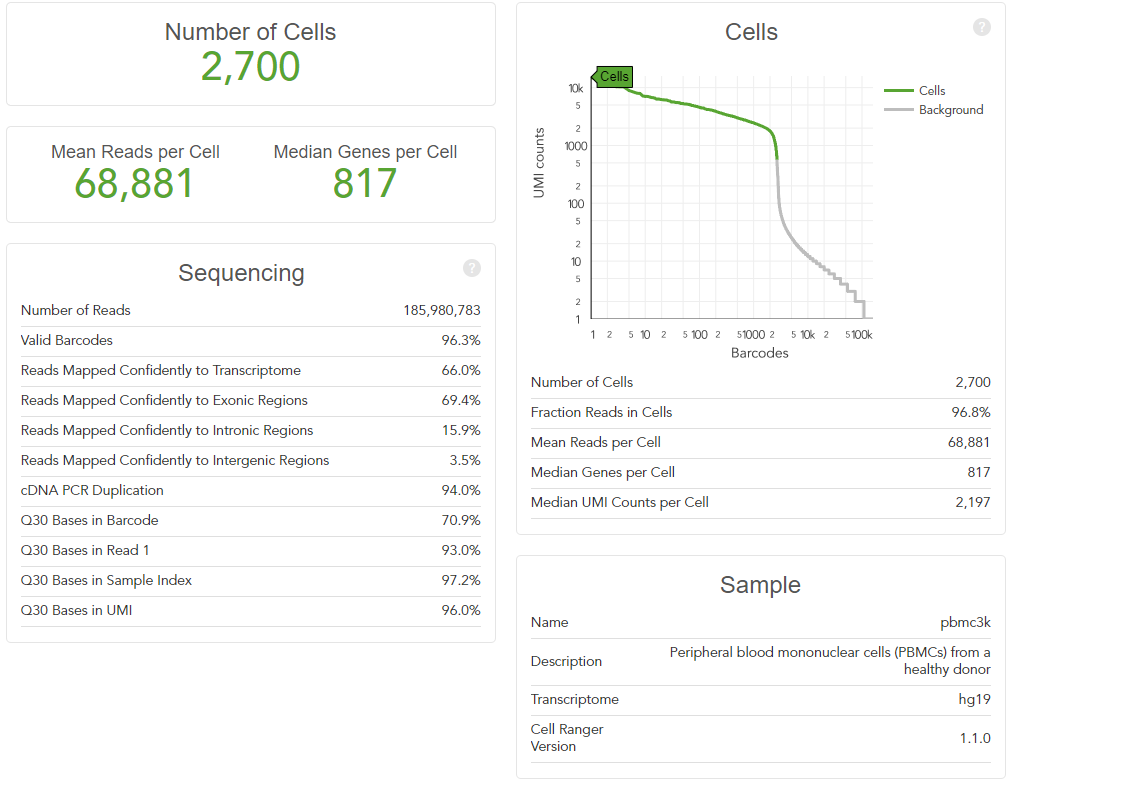 Number of Cells
2,700
Mean Reads per Cell
68,881
Median Genes per Cell
817
Sequencing
?
Number of Reads 185,980,783
Valid Barcodes 96.3%
Reads Mapped Confidently to Transcriptome 66.0%
Reads Mapped Confidently to Exonic Regions 69.4%
Reads Mapped Confidently to Intronic Regions 15.9%
Reads Mapped Confidently to Intergenic Regions 3.5%
cDNA PCR Duplication 94.0%
Q30 Bases in Barcode 70.9%
Q30 Bases in Read 1 93.0%
Q30 Bases in Sample Index 97.2%
Q30 Bases in UMI 96.0%
Cells
?
Cells
Cells
Background
UMI counts
10k
5
2
1000
5
2
100
5
2
10
5
2
1
1 2 5 10 2 5 100 2 5 1000 2 5 10k 2 5 100k
Barcodes
Number of Cells 2,700
Fraction Reads in Cells 96.8%
Mean Reads per Cell 68,881
Median Genes per Cell 817
Median UMI Counts per Cell 2,197
Sample
Name pbmc3k
Description Peripheral blood mononuclear cells (PBMCs) from a
healthy donor
Transcriptome hg19
Cell Ranger
Version 1.1.0